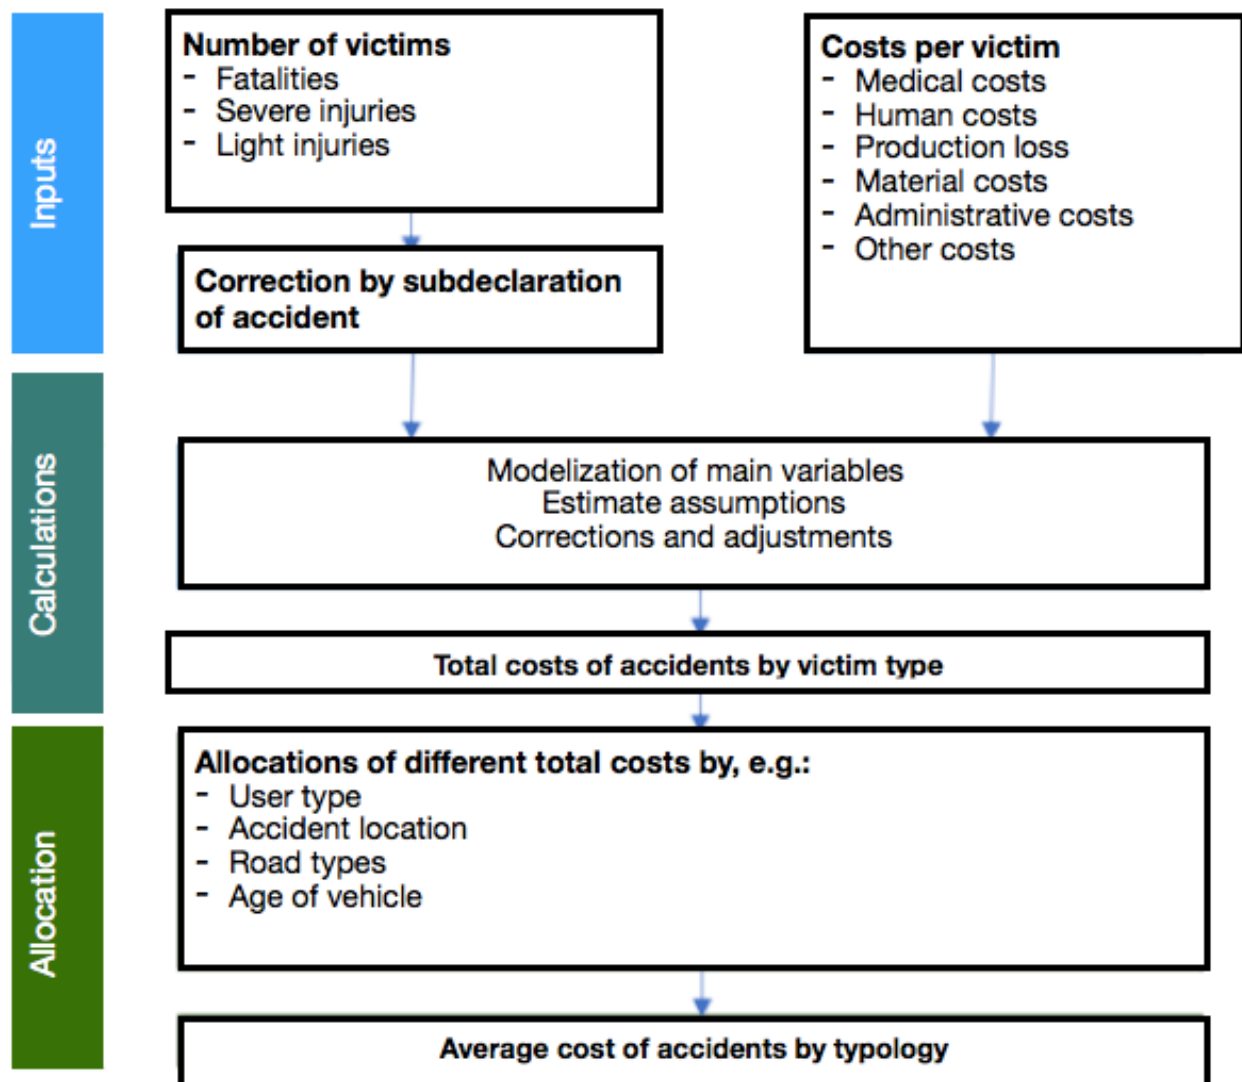 Inputs
Number of victims
- Fatalities
- Severe injuries
- Light injuries
Costs per victim
- Medical costs
- Human costs
- Production loss
- Material costs
- Administrative costs
- Other costs
Correction by subdeclaration
of accident
Calculations
Modelization of main variables
Estimate assumptions
Corrections and adjustments
Total costs of accidents by victim type
Allocation
Allocations of different total costs by, e.g.:
- User type
- Accident location
- Road types
- Age of vehicle
Average cost of accidents by typology